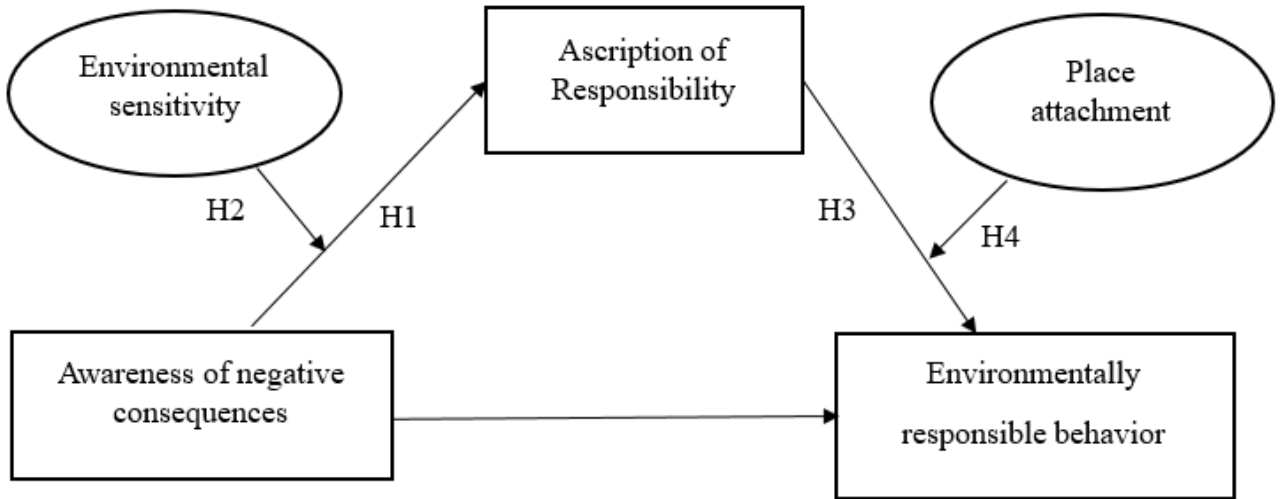 Environmental
sensitivity
Ascription of
Responsibility
Place
attachment
H2
H1
H3
H4
Awareness of negative
consequences
Environmentally
responsible behavior